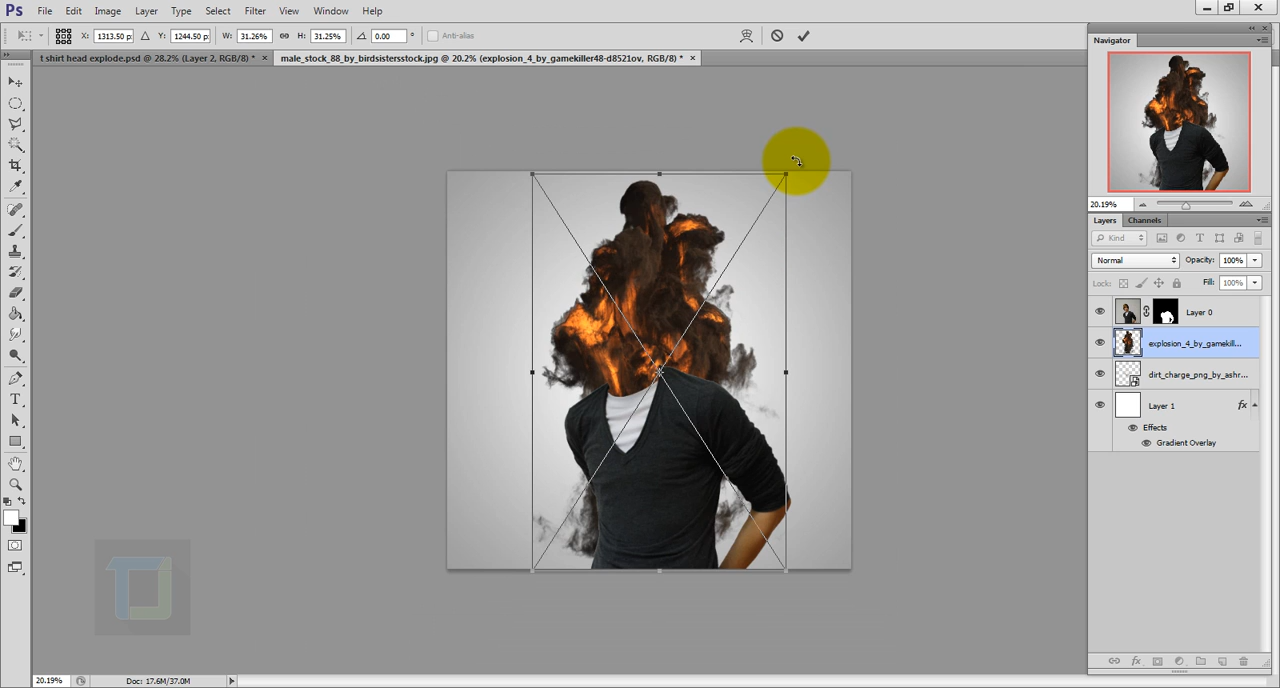 Ps File Edit Image Layer Type Select Filter View Window Help
X: 1313.50 p Y: 1244.50 p W: 31.26% H: 31.25% 0.00 ° Anti-alias
t shirt head explode.psd @ 28.2% (Layer 2, RGB/8) * × male_stock_88_by_birdsistersstock.jpg @ 20.2% (explosion_4_by_gamekiller48-d8521ov, RGB/8) * ×
Navigator
20.19%
Layers Channels
Kind
Normal Opacity: 100%
Lock: Fill: 100%
Layer 0
explosion_4_by_gamekill...
dirt_charge_png_by_ashr...
Layer 1 fx
Effects
Gradient Overlay
T
fx
20.19% Doc: 17.6M/37.0M